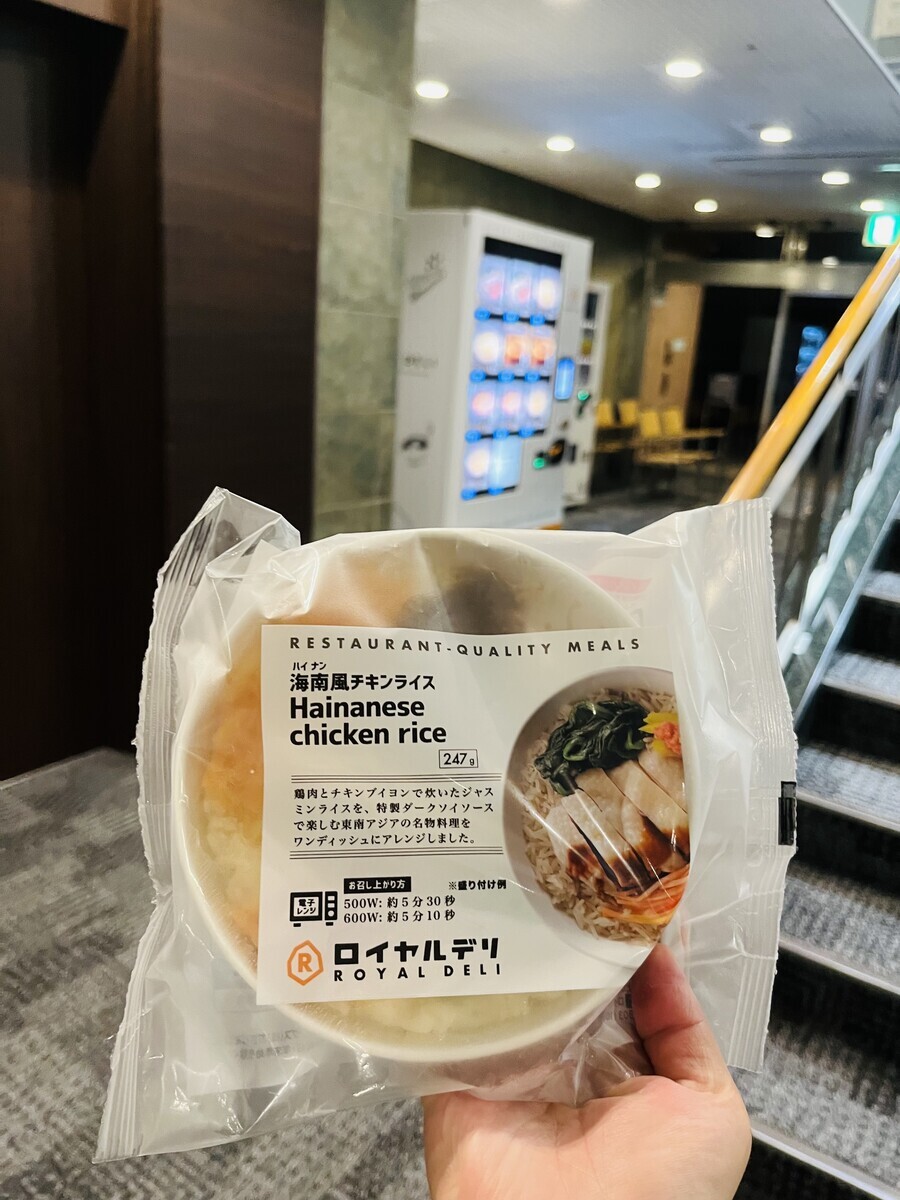 RESTAURANT-QUALITY MEALS
ハイナン
海南風チキンライス
Hainanese
chicken rice
247g
鶏肉とチキンブイヨンで炊いたジャス
ミンライスを、特製ダークソイソース
で楽しむ東南アジアの名物料理を
ワンディッシュにアレンジしました。
お召し上がり方
※盛り付け例
電子
レンジ
500W: 約5分30秒
600W: 約5分10秒
R
ロイヤルデリ
ROYAL DELI